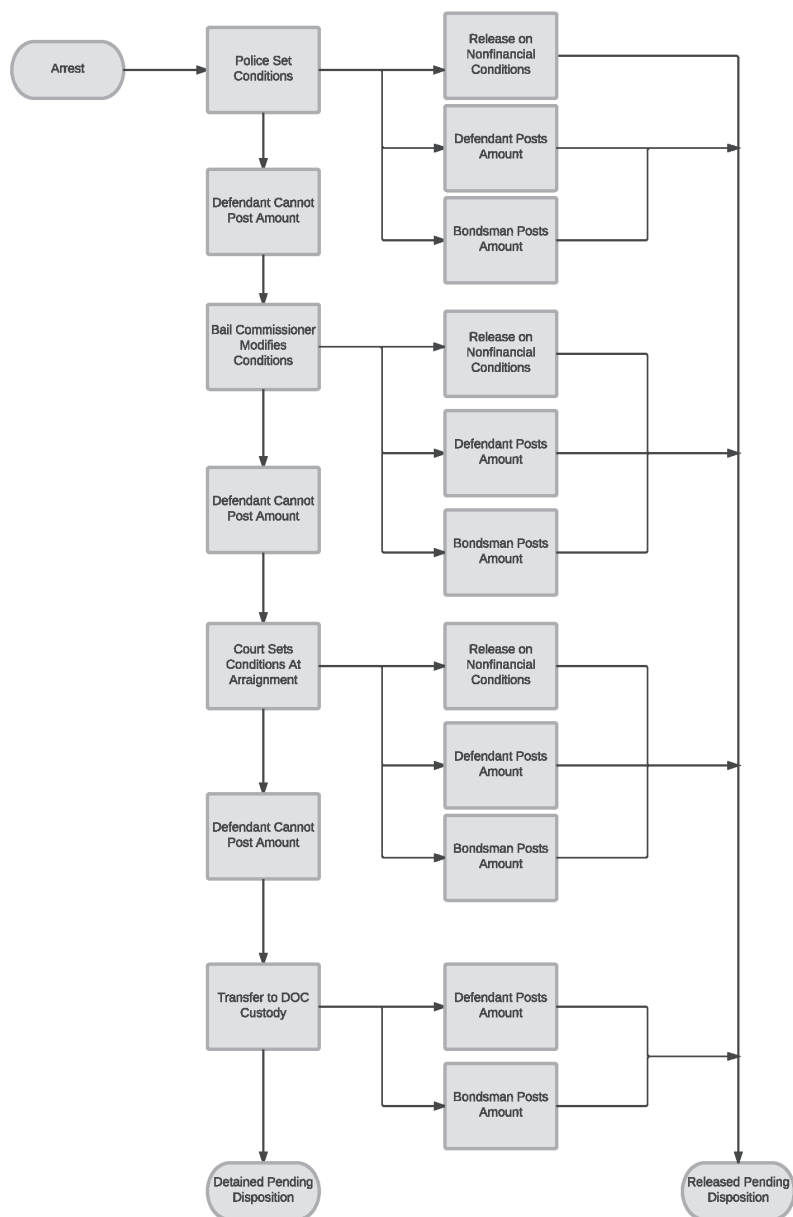 Arrest
Police Set
Conditions
Release on
Nonfinancial
Conditions
Defendant Posts
Amount
Bondsman Posts
Amount
Defendant Cannot
Post Amount
Bail Commissioner
Modifies
Conditions
Release on
Nonfinancial
Conditions
Defendant Posts
Amount
Bondsman Posts
Amount
Defendant Cannot
Post Amount
Court Sets
Conditions At
Arraignment
Release on
Nonfinancial
Conditions
Defendant Posts
Amount
Bondsman Posts
Amount
Defendant Cannot
Post Amount
Transfer to DOC
Custody
Defendant Posts
Amount
Bondsman Posts
Amount
Detained Pending
Disposition
Released Pending
Disposition